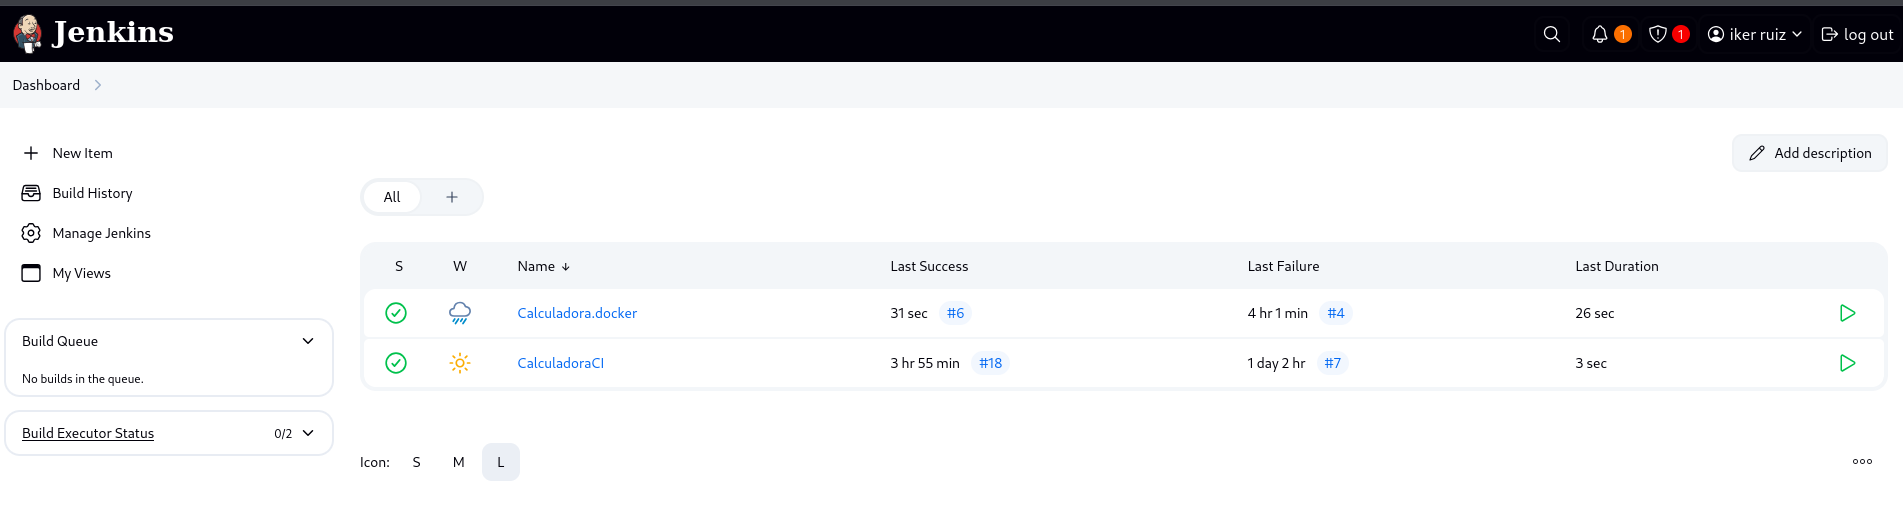 Jenkins
1
1
iker ruiz
log out
Dashboard
New Item
Build History
Manage Jenkins
My Views
Add description
All
S W Name ↓ Last Success Last Failure Last Duration
Calculadora.docker 31 sec #6 4 hr 1 min #4 26 sec
CalculadoraCI 3 hr 55 min #18 1 day 2 hr #7 3 sec
Build Queue
No builds in the queue.
Build Executor Status 0/2
Icon: S M L